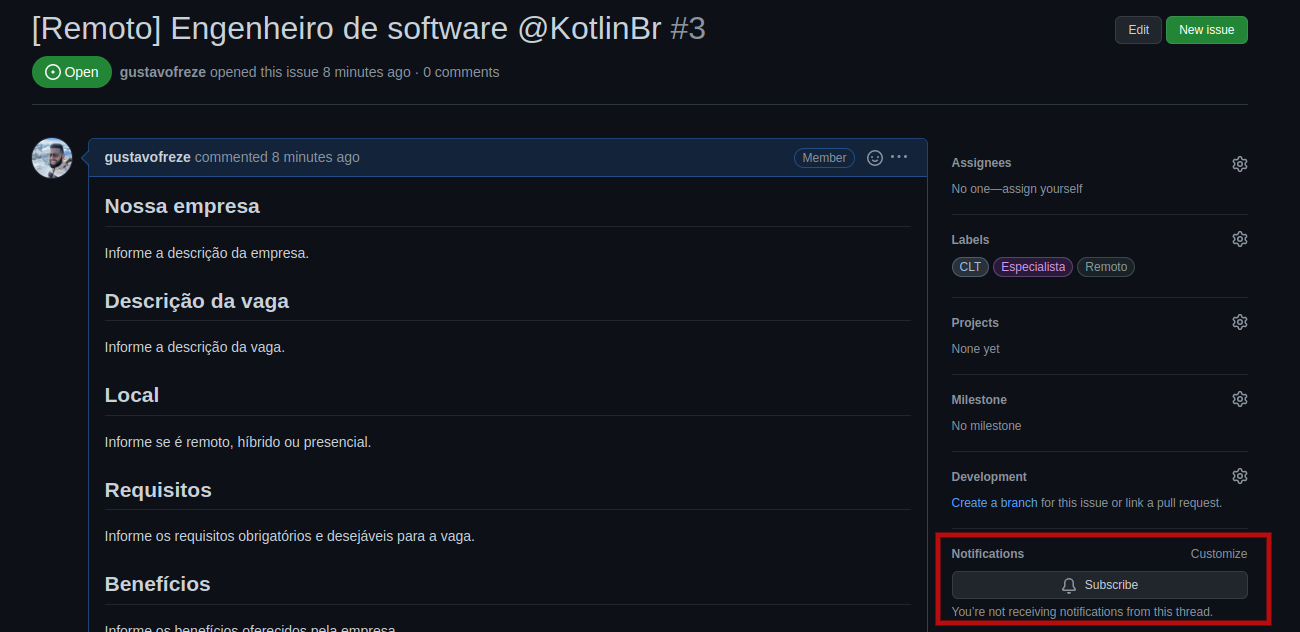 [Remoto] Engenheiro de software @KotlinBr #3
Edit
New issue
Open
gustavofreze opened this issue 8 minutes ago · 0 comments
gustavofreze commented 8 minutes ago
Member
Nossa empresa
Informe a descrição da empresa.
Descrição da vaga
Informe a descrição da vaga.
Local
Informe se é remoto, híbrido ou presencial.
Requisitos
Informe os requisitos obrigatórios e desejáveis para a vaga.
Benefícios
Informe os benefícios oferecidos pela empresa.
Assignees
No one—assign yourself
Labels
CLT Especialista Remoto
Projects
None yet
Milestone
No milestone
Development
Create a branch for this issue or link a pull request.
Notifications
Customize
Subscribe
You're not receiving notifications from this thread.